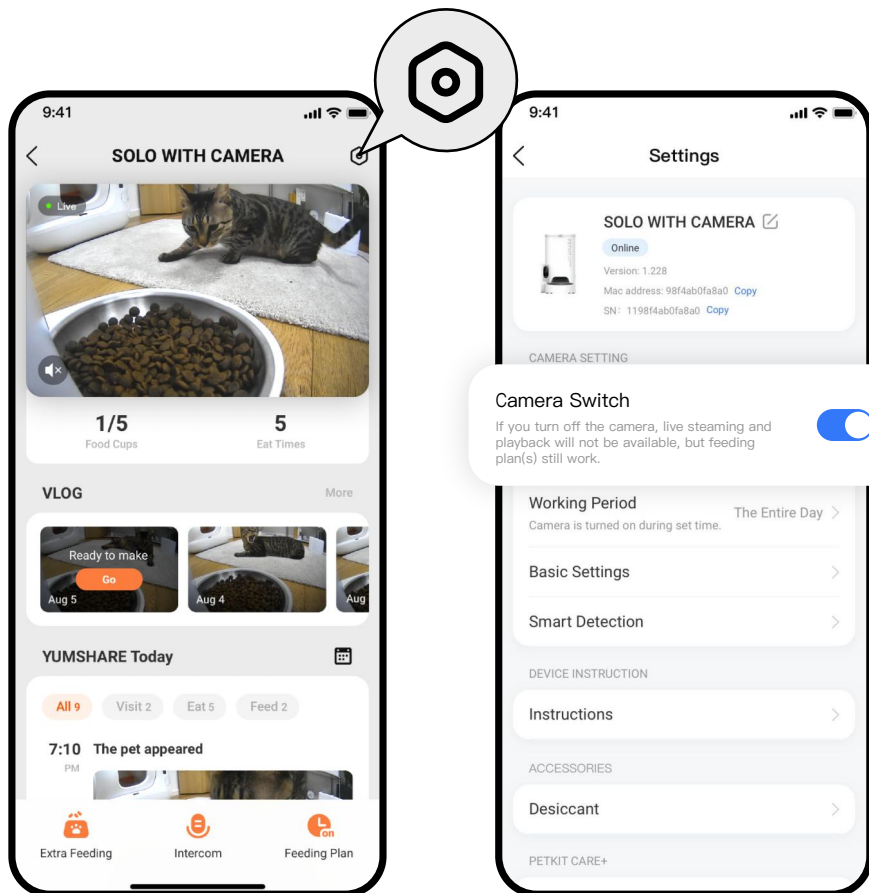 9:41
SOLO WITH CAMERA
Live
1/5
Food Cups
5
Eat Times
VLOG
More
Ready to make
Go
Aug 5
Aug 4
Aug
YUMSHARE Today
All 9
Visit 2
Eat 5
Feed 2
7:10
PM
The pet appeared
Extra Feeding
Intercom
on
Feeding Plan
9:41
Settings
SOLO WITH CAMERA
Online
Version: 1.228
Mac address: 98f4ab0fa8a0 Copy
SN: 1198f4ab0fa8a0 Copy
CAMERA SETTING
Camera Switch
If you turn off the camera, live steaming and
playback will not be available, but feeding
plan(s) still work.
Working Period
Camera is turned on during set time.
The Entire Day
Basic Settings
Smart Detection
DEVICE INSTRUCTION
Instructions
ACCESSORIES
Desiccant
PETKIT CARE+